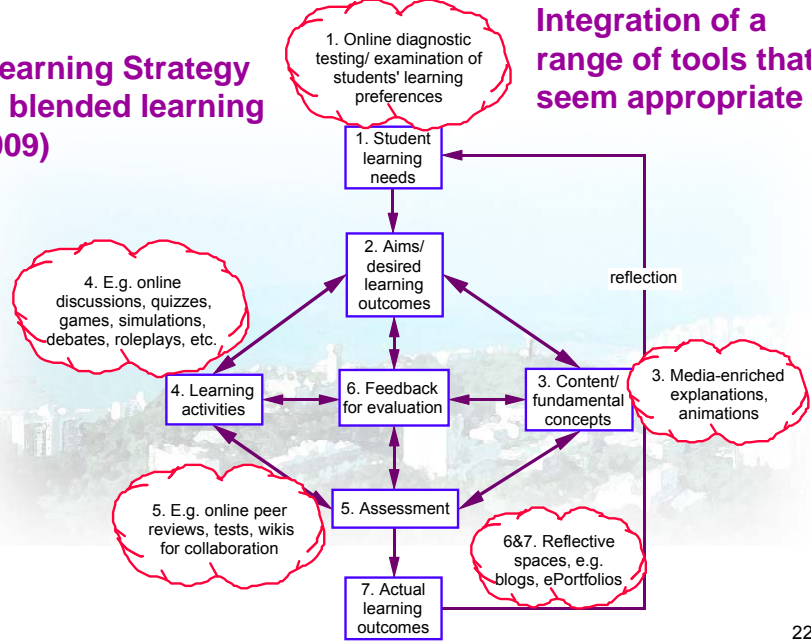 earning Strategy
blended learning
009)
Integration of a
range of tools that
seem appropriate
1. Online diagnostic
testing/ examination of
students' learning
preferences
1. Student
learning
needs
2. Aims/
desired
learning
outcomes
reflection
4. E.g. online
discussions, quizzes,
games, simulations,
debates, roleplays, etc.
4. Learning
activities
6. Feedback
for evaluation
3. Content/
fundamental
concepts
3. Media-enriched
explanations,
animations
5. E.g. online peer
reviews, tests, wikis
for collaboration
5. Assessment
6&7. Reflective
spaces, e.g.
blogs, ePortfolios
7. Actual
learning
outcomes
22